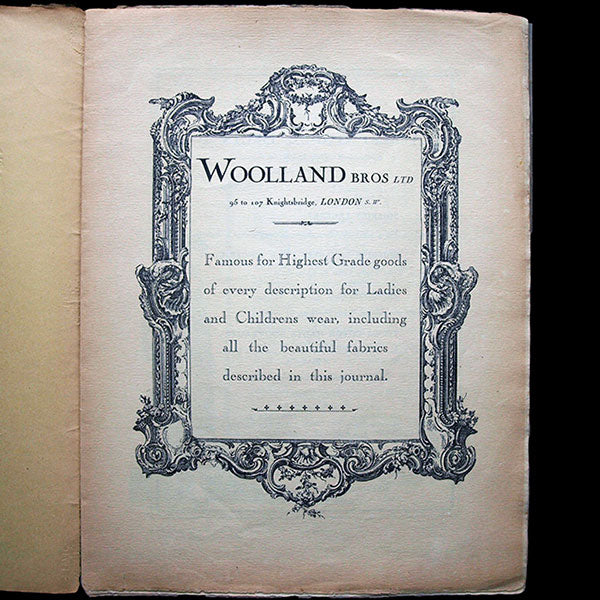 WOOLLAND BROS LTD
95 to 107 Knightsbridge, LONDON S.W.
Famous for Highest Grade goods
of every description for Ladies
and Childrens wear, including
all the beautiful fabrics
described in this journal.